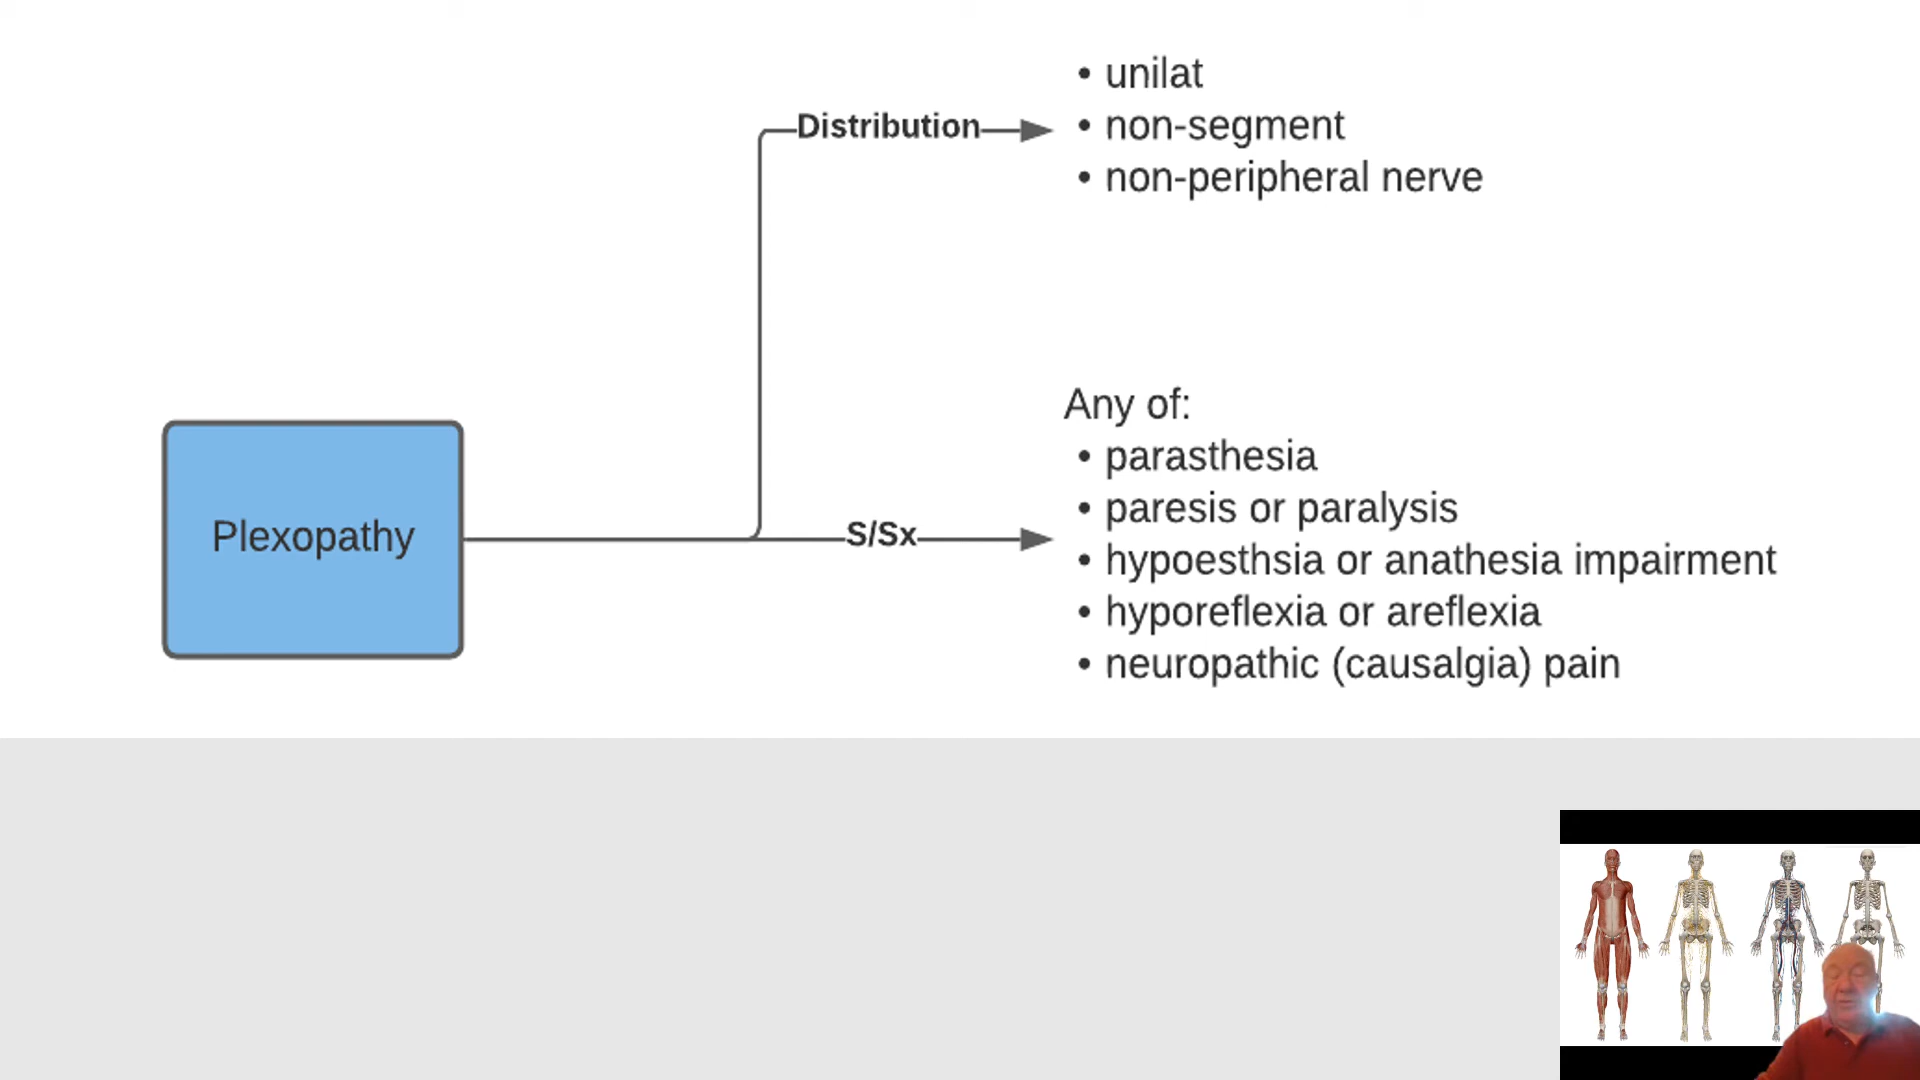 • unilat
Distribution
• non-segment
• non-peripheral nerve
Plexopathy
S/Sx
Any of:
• parasthesia
• paresis or paralysis
• hypoesthsia or anathesia impairment
• hyporeflexia or areflexia
• neuropathic (causalgia) pain